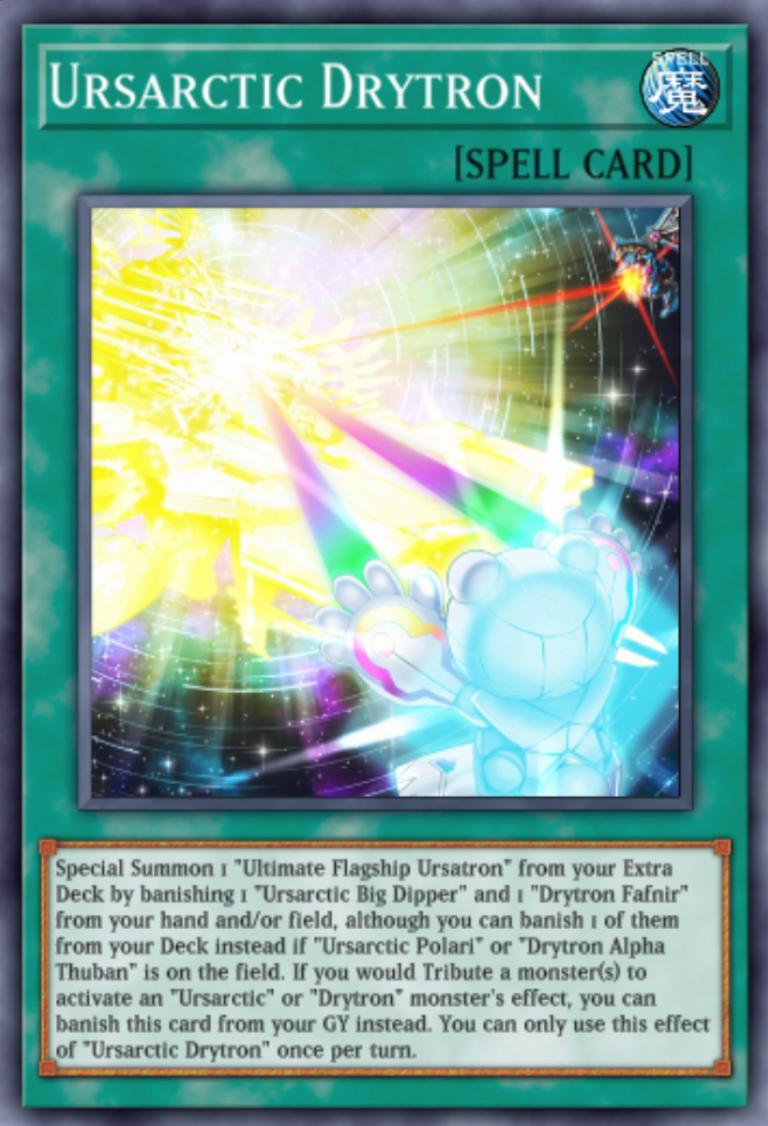 URSARCTIC DRYTRON
SPELL
魔
[SPELL CARD]
Special Summon 1 "Ultimate Flagship Ursatron" from your Extra
Deck by banishing 1 "Ursarctic Big Dipper" and 1 "Drytron Fafnir"
from your hand and/or field, although you can banish 1 of them
from your Deck instead if "Ursarctic Polari" or "Drytron Alpha
Thuban" is on the field. If you would Tribute a monster(s) to
activate an "Ursarctic" or "Drytron" monster's effect, you can
banish this card from your GY instead. You can only use this effect
of "Ursarctic Drytron" once per turn.